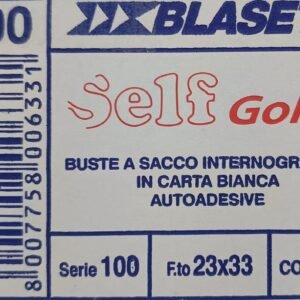 00
BLASE
Self Gol
BUSTE A SACCO INTERNOGR
IN CARTA BIANCA
AUTOADESIVE
8007758006331
Serie 100
F.to 23x33
CO